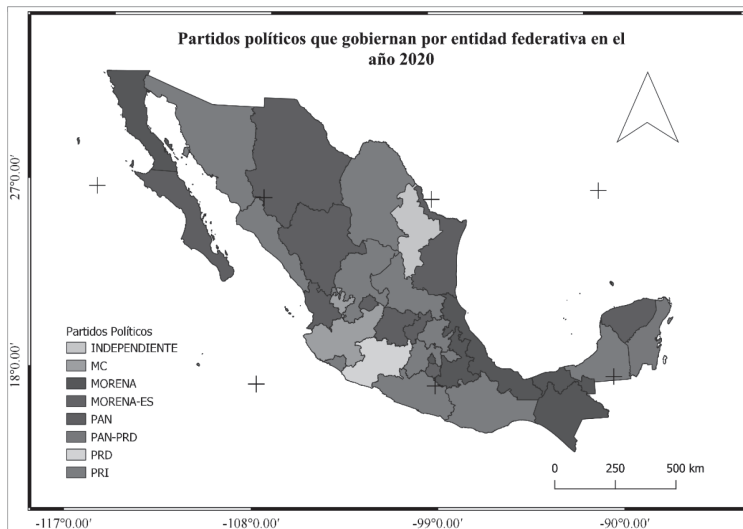 Partidos políticos que gobiernan por entidad federativa en el
año 2020
27°0.00'
18°0.00'
Partidos Políticos
INDEPENDIENTE
MC
MORENA
MORENA-ES
PAN
PAN-PRD
PRD
PRI
0 250 500 km
-117°0.00' -108°0.00' -99°0.00' -90°0.00'